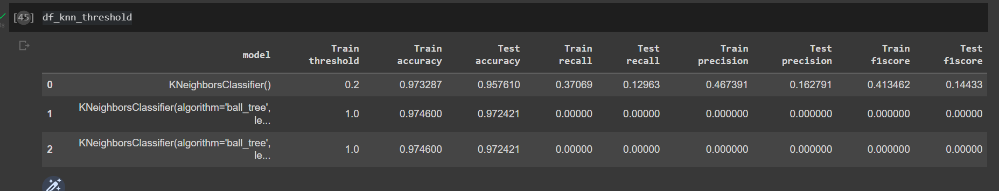 [45] df_knn_threshold
model Train threshold Train accuracy Test accuracy Train recall Test recall Train precision Test precision Train f1score Test f1score
0 KNeighborsClassifier() 0.2 0.973287 0.957610 0.37069 0.12963 0.467391 0.162791 0.413462 0.14433
1 KNeighborsClassifier(algorithm='ball_tree', le... 1.0 0.974600 0.972421 0.00000 0.00000 0.000000 0.000000 0.000000 0.00000
2 KNeighborsClassifier(algorithm='ball_tree', le... 1.0 0.974600 0.972421 0.00000 0.00000 0.000000 0.000000 0.000000 0.00000